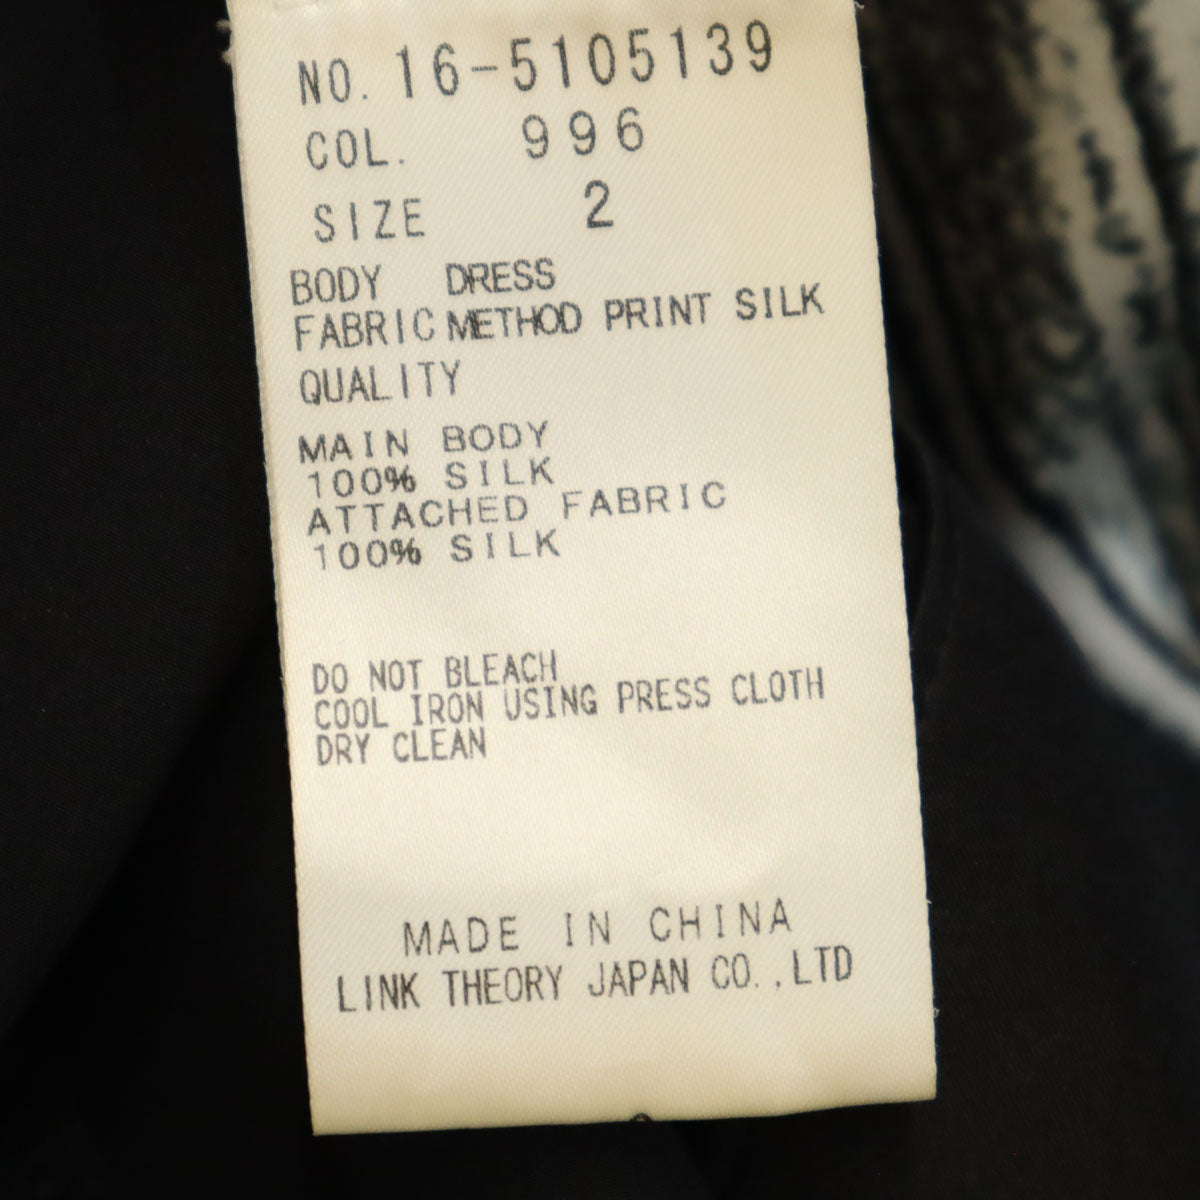 NO. 16-5105139
COL. 996
SIZE 2
BODY DRESS
FABRIC METHOD PRINT SILK
QUALITY
MAIN BODY
100% SILK
ATTACHED FABRIC
100% SILK
DO NOT BLEACH
COOL IRON USING PRESS CLOTH
DRY CLEAN
MADE IN CHINA
LINK THEORY JAPAN CO.,LTD